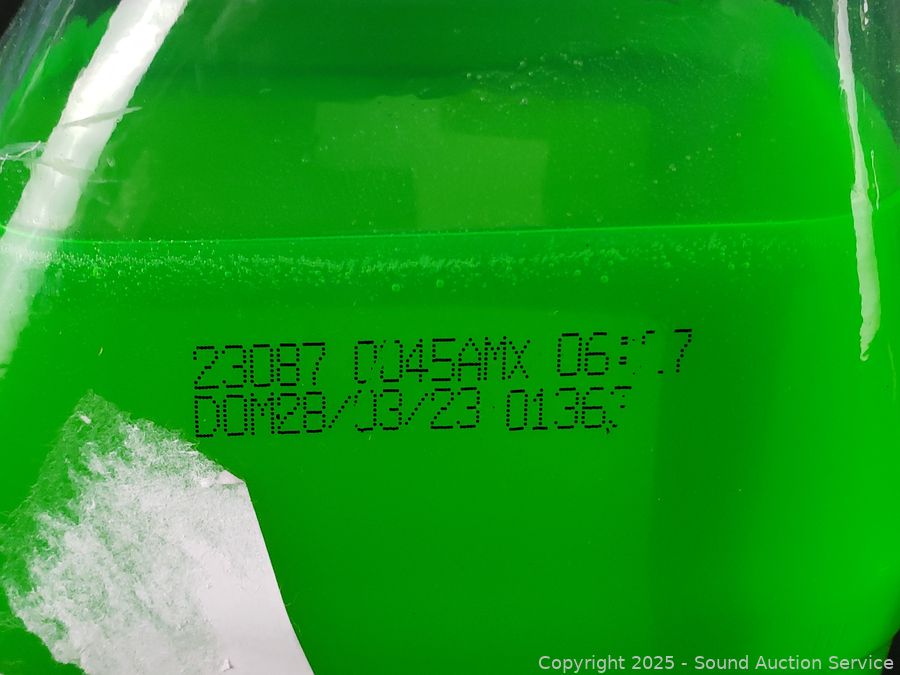 23087 0045AMX
DOM28/03/23
Copyright 2025 - Sound Auction Service